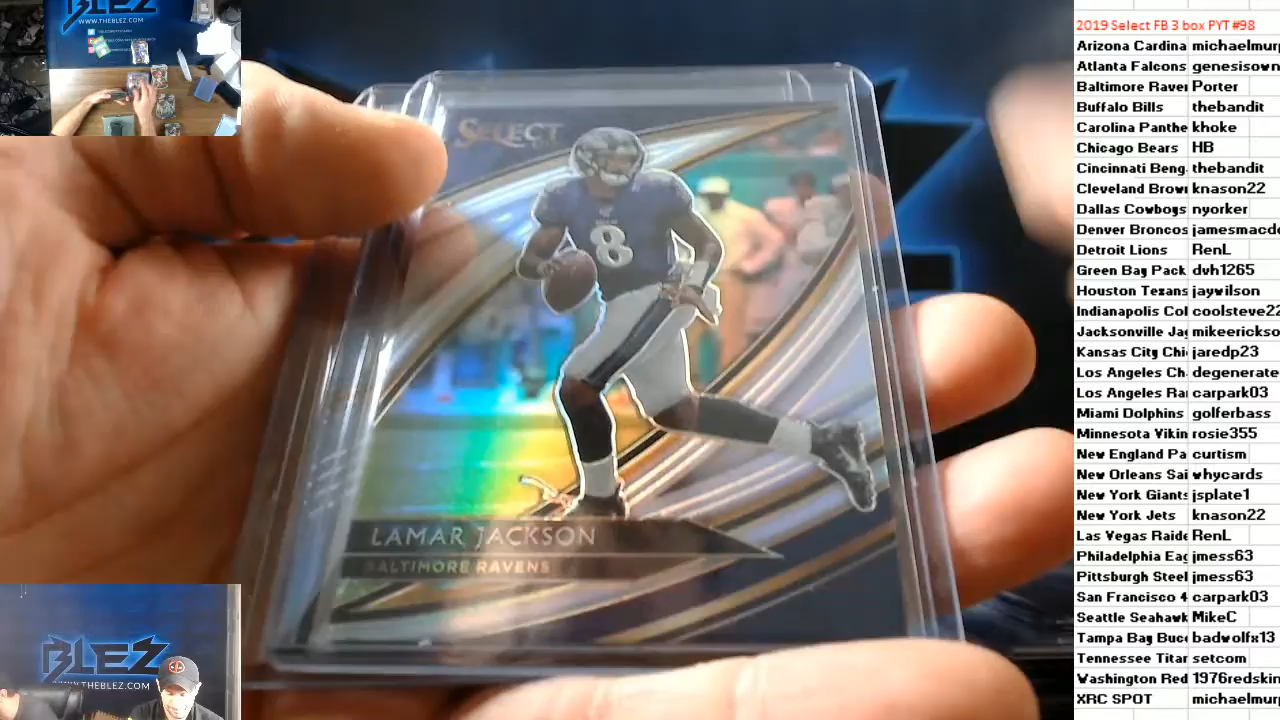 BLEZ
WWW.THEBLEZ.COM
SELECT
8
LAMAR JACKSON
BALTIMORE RAVENS
BLEZ
WWW.THEBLEZ.COM
2019 Select FB 3 box PYT #98
Arizona Cardina michaelmur
Atlanta Falcons genesisown
Baltimore Raver Porter
Buffalo Bills thebandit
Carolina Panthe khoke
Chicago Bears HB
Cincinnati Beng thebandit
Cleveland Brow knason22
Dallas Cowboys nyorker
Denver Broncos jamesmacd
Detroit Lions RenL
Green Bay Pack dvh1265
Houston Texans jaywilson
Indianapolis Col coolsteve22
Jacksonville Ja mikeerickso
Kansas City Chi jaredp23
Los Angeles Ch degenerate
Los Angeles Ra carpark03
Miami Dolphins golferbass
Minnesota Vikin rosie355
New England Pa curtism
New Orleans Sai whycards
New York Giants jsplate1
New York Jets knason22
Las Vegas Raide RenL
Philadelphia Eag jmess63
Pittsburgh Steel jmess63
San Francisco 4 carpark03
Seattle Seahawk MikeC
Tampa Bay Buc badwolfx13
Tennessee Titar setcom
Washington Red 1976redskin
XRC SPOT michaelmur